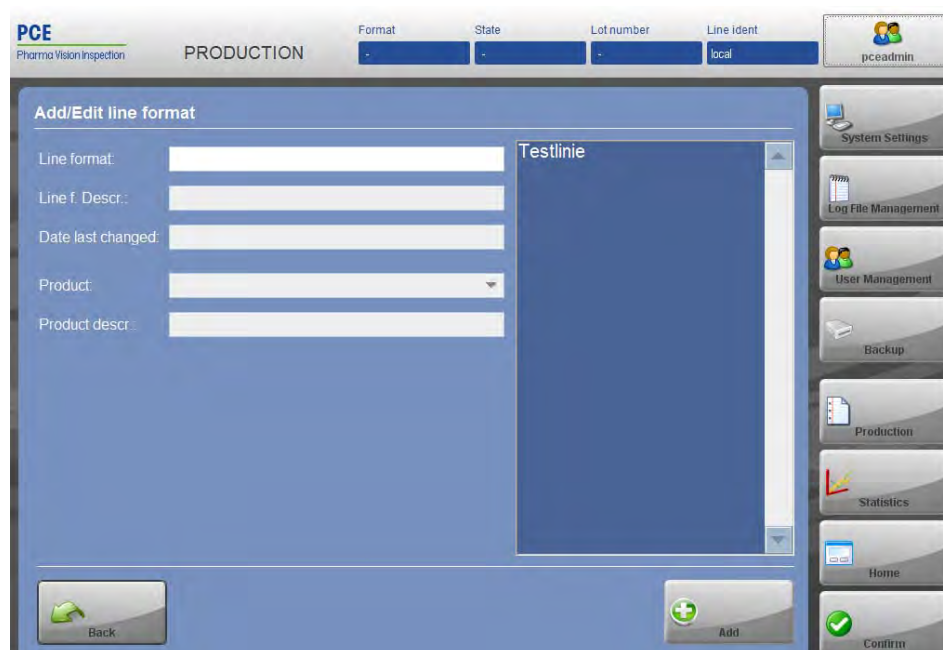 PCE
Pharma Vision Inspection
PRODUCTION
Format
-
State
-
Lot number
-
Line ident
local
pceadmin
Add/Edit line format
Line format:
Line f. Descr.:
Date last changed:
Product:
Product descr.:
Testlinie
System Settings
Log File Management
User Management
Backup
Production
Statistics
Home
Confirm
Back
Add